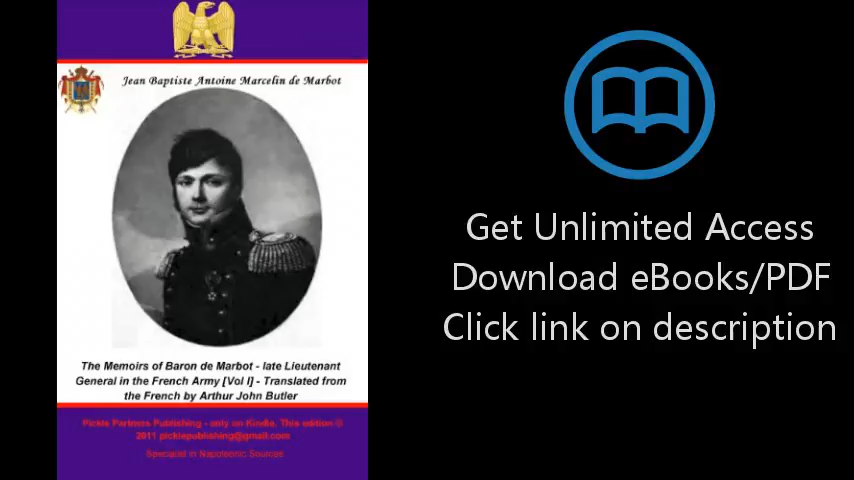 Jean Baptiste Antoine Marcelin de Marbot
The Memoirs of Baron de Marbot - late Lieutenant
General in the French Army [Vol I] - Translated from
the French by Arthur John Butler
Pickle Partners Publishing - only on Kindle. This edition ©
2011 picklepublishing@gmail.com
Specialist in Napoleonic Sources
Get Unlimited Access
Download eBooks/PDF
Click link on description